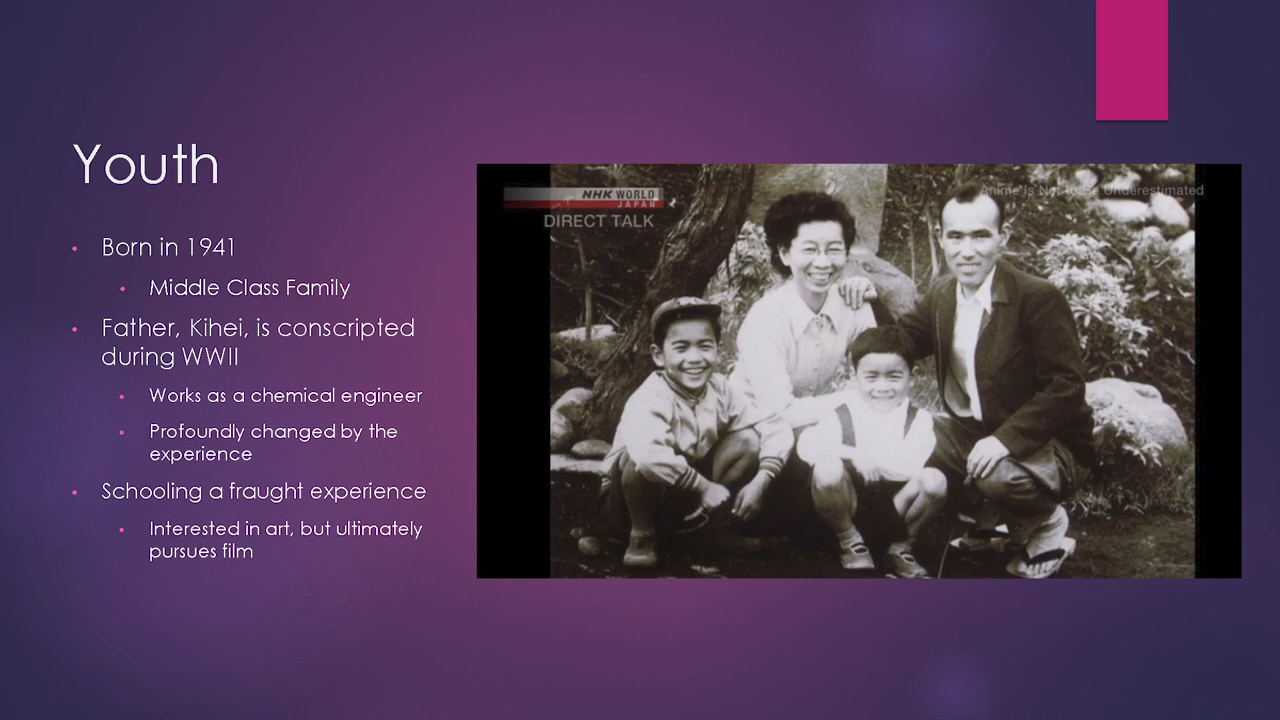 Youth
Born in 1941
Middle Class Family
Father, Kihei, is conscripted
during WWII
Works as a chemical engineer
Profoundly changed by the
experience
Schooling a fraught experience
Interested in art, but ultimately
pursues film
NHK WORLD
JAPAN
DIRECT TALK
Anime Is Not to Be Underestimated